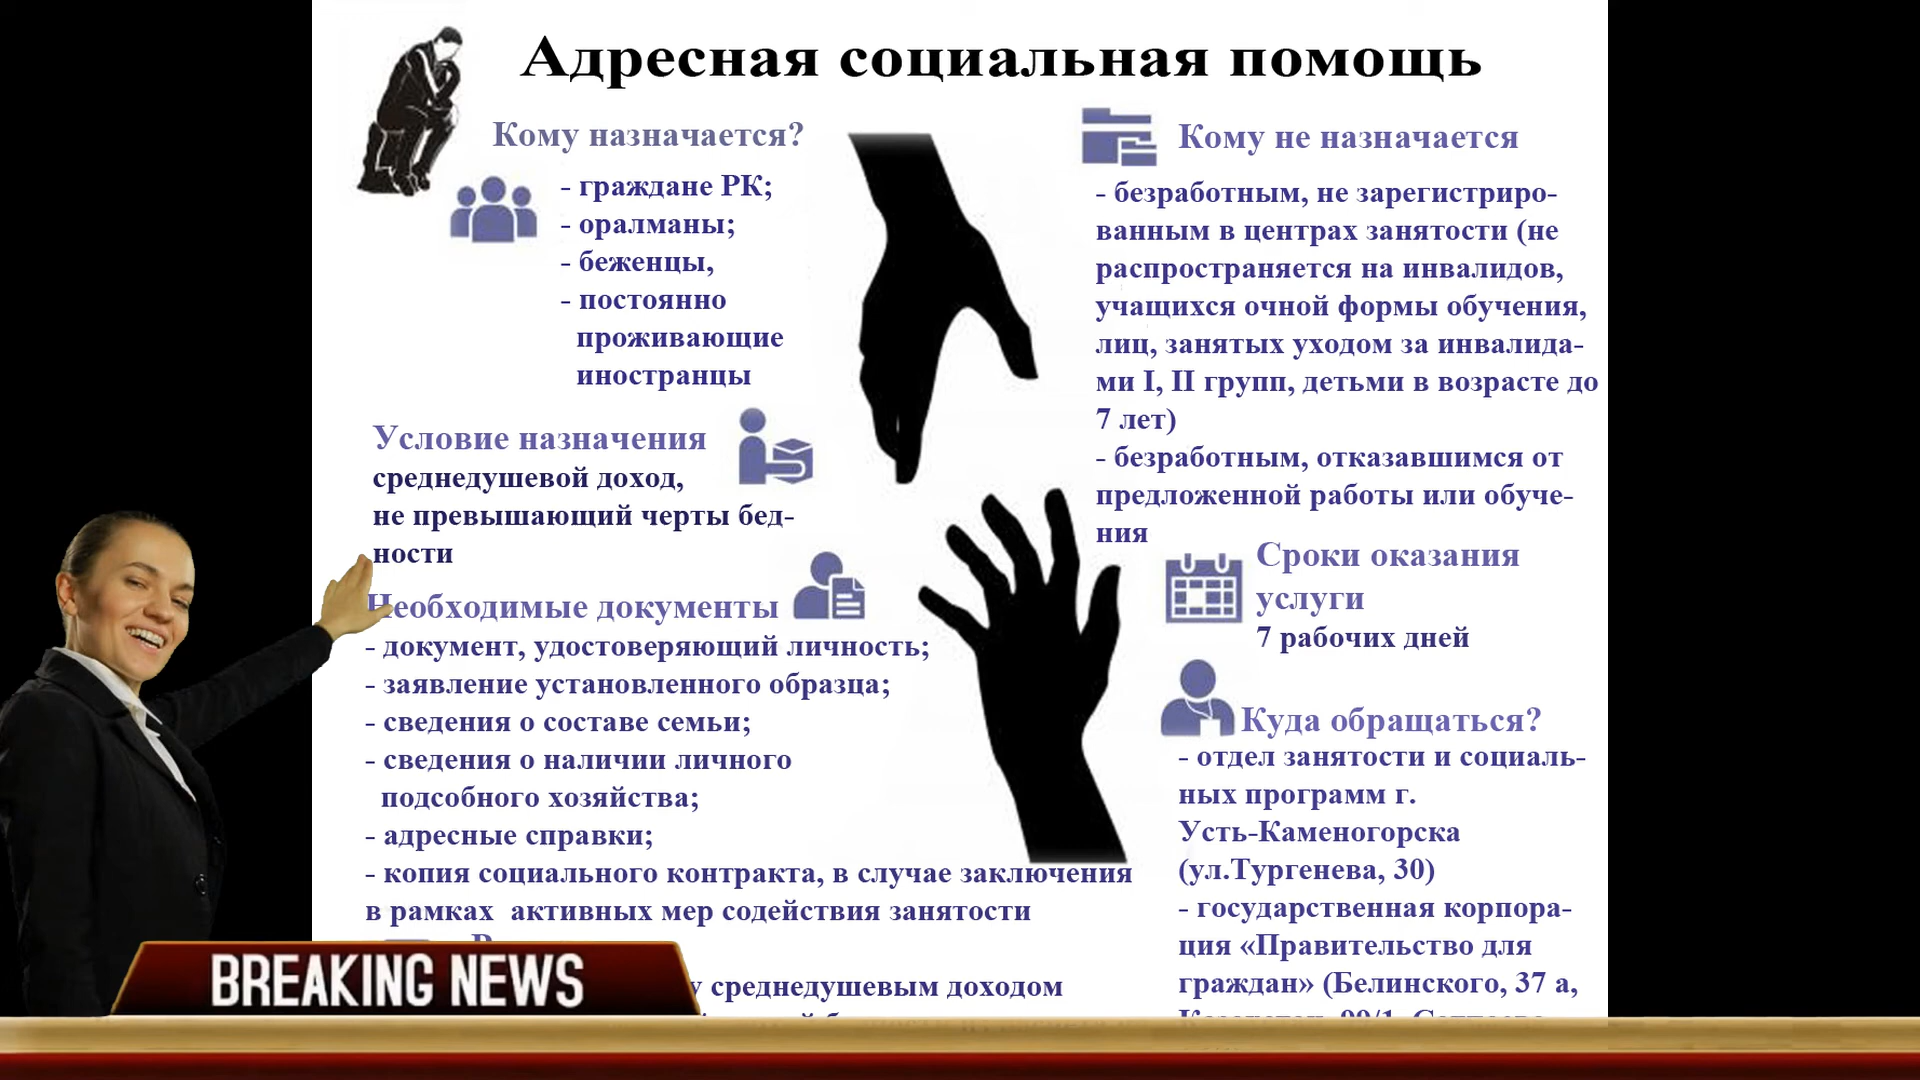 Адресная социальная помощь
Кому назначается?
- граждане РК;
- оралманы;
- беженцы,
- постоянно
проживающие
иностранцы
Условие назначения
среднедушевой доход,
не превышающий черты бед-
ности
Необходимые документы
- документ, удостоверяющий личность;
- заявление установленного образца;
- сведения о составе семьи;
- сведения о наличии личного
подсобного хозяйства;
- адресные справки;
- копия социального контракта, в случае заключения
в рамках активных мер содействия занятости
у среднедушевым доходом
Кому не назначается
- безработным, не зарегистриро-
ванным в центрах занятости (не
распространяется на инвалидов,
учащихся очной формы обучения,
лиц, занятых уходом за инвалида-
ми I, II групп, детьми в возрасте до
7 лет)
- безработным, отказавшимся от
предложенной работы или обуче-
ния
Сроки оказания
услуги
7 рабочих дней
Куда обращаться?
- отдел занятости и социаль-
ных программ г.
Усть-Каменогорска
(ул.Тургенева, 30)
- государственная корпора-
ция «Правительство для
граждан» (Белинского, 37 а,
BREAKING NEWS